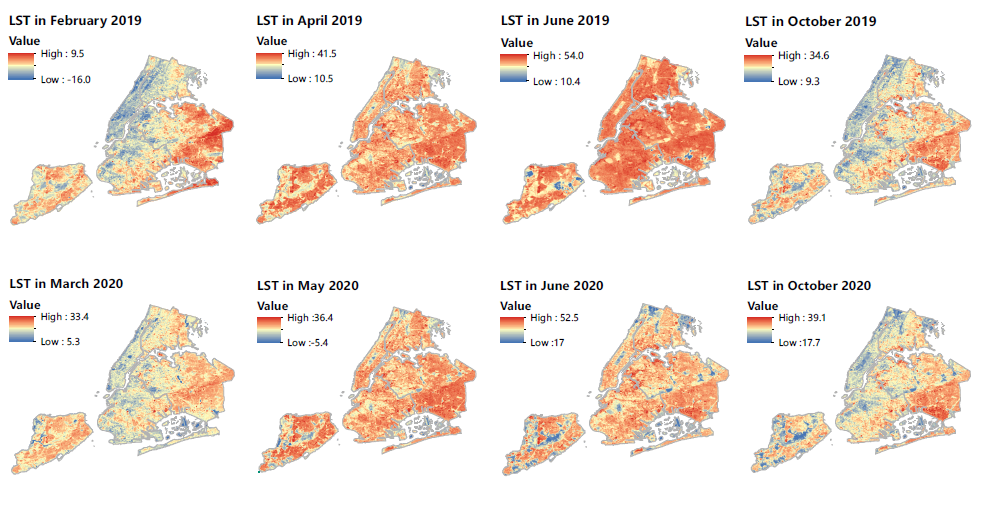 LST in February 2019
Value
High : 9.5
Low : -16.0
LST in April 2019
Value
High : 41.5
Low : 10.5
LST in June 2019
Value
High : 54.0
Low : 10.4
LST in October 2019
Value
High : 34.6
Low : 9.3
LST in March 2020
Value
High : 33.4
Low : 5.3
LST in May 2020
Value
High :36.4
Low :-5.4
LST in June 2020
Value
High : 52.5
Low :17
LST in October 2020
Value
High : 39.1
Low :17.7